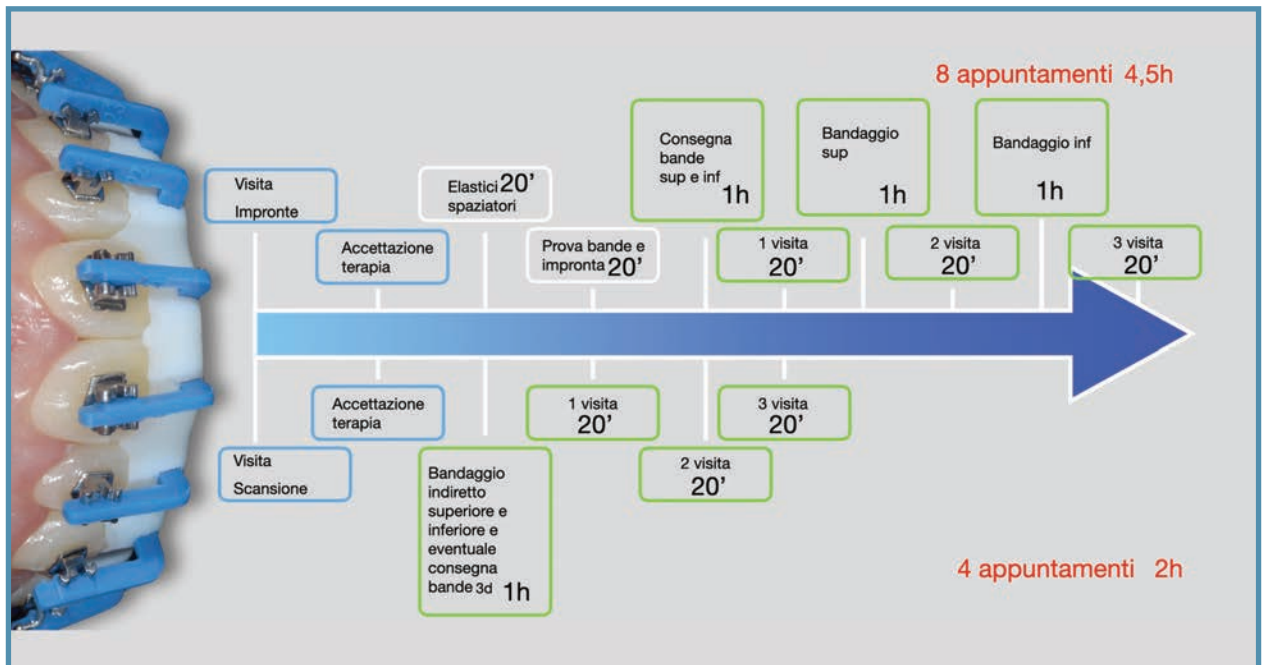 8 appuntamenti 4,5h
Visita
Impronte
Accettazione
terapia
Elastici 20'
spaziatori
Prova bande e
impronta 20'
Consegna
bande
sup e inf
1h
1 visita
20'
Bandaggio
sup
1h
2 visita
20'
Bandaggio inf
1h
3 visita
20'
Visita
Scansione
Accettazione
terapia
Bandaggio
indiretto
superiore e
inferiore e
eventuale
consegna
bande 3d 1h
1 visita
20'
2 visita
20'
3 visita
20'
4 appuntamenti 2h